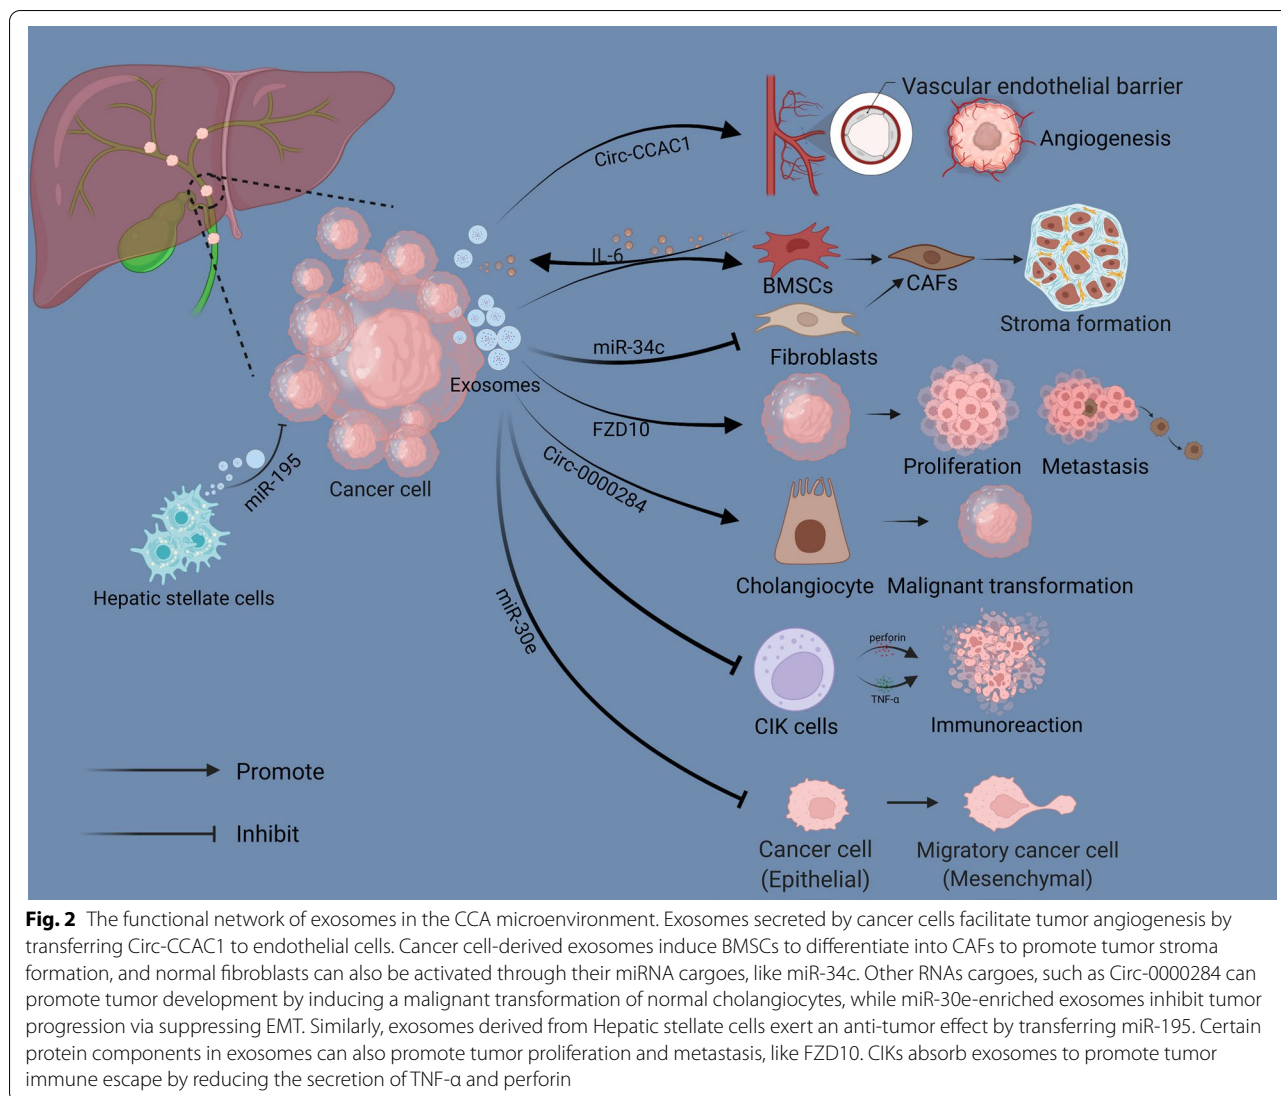 Vascular endothelial barrier
Circ-CCAC1
Angiogenesis
IL-6
BMSCs
CAFs
Stroma formation
miR-34c
Fibroblasts
Exosomes
FZD10
Proliferation
Metastasis
Circ-0000284
miR-195
Cancer cell
Hepatic stellate cells
Cholangiocyte
Malignant transformation
miR-30e
perforin
TNF-α
CIK cells
Immunoreaction
Promote
Inhibit
Cancer cell
(Epithelial)
Migratory cancer cell
(Mesenchymal)
Fig. 2 The functional network of exosomes in the CCA microenvironment. Exosomes secreted by cancer cells facilitate tumor angiogenesis by
transferring Circ-CCAC1 to endothelial cells. Cancer cell-derived exosomes induce BMSCs to differentiate into CAFs to promote tumor stroma
formation, and normal fibroblasts can also be activated through their miRNA cargoes, like miR-34c. Other RNAs cargoes, such as Circ-0000284 can
promote tumor development by inducing a malignant transformation of normal cholangiocytes, while miR-30e-enriched exosomes inhibit tumor
progression via suppressing EMT. Similarly, exosomes derived from Hepatic stellate cells exert an anti-tumor effect by transferring miR-195. Certain
protein components in exosomes can also promote tumor proliferation and metastasis, like FZD10. CIKs absorb exosomes to promote tumor
immune escape by reducing the secretion of TNF-α and perforin